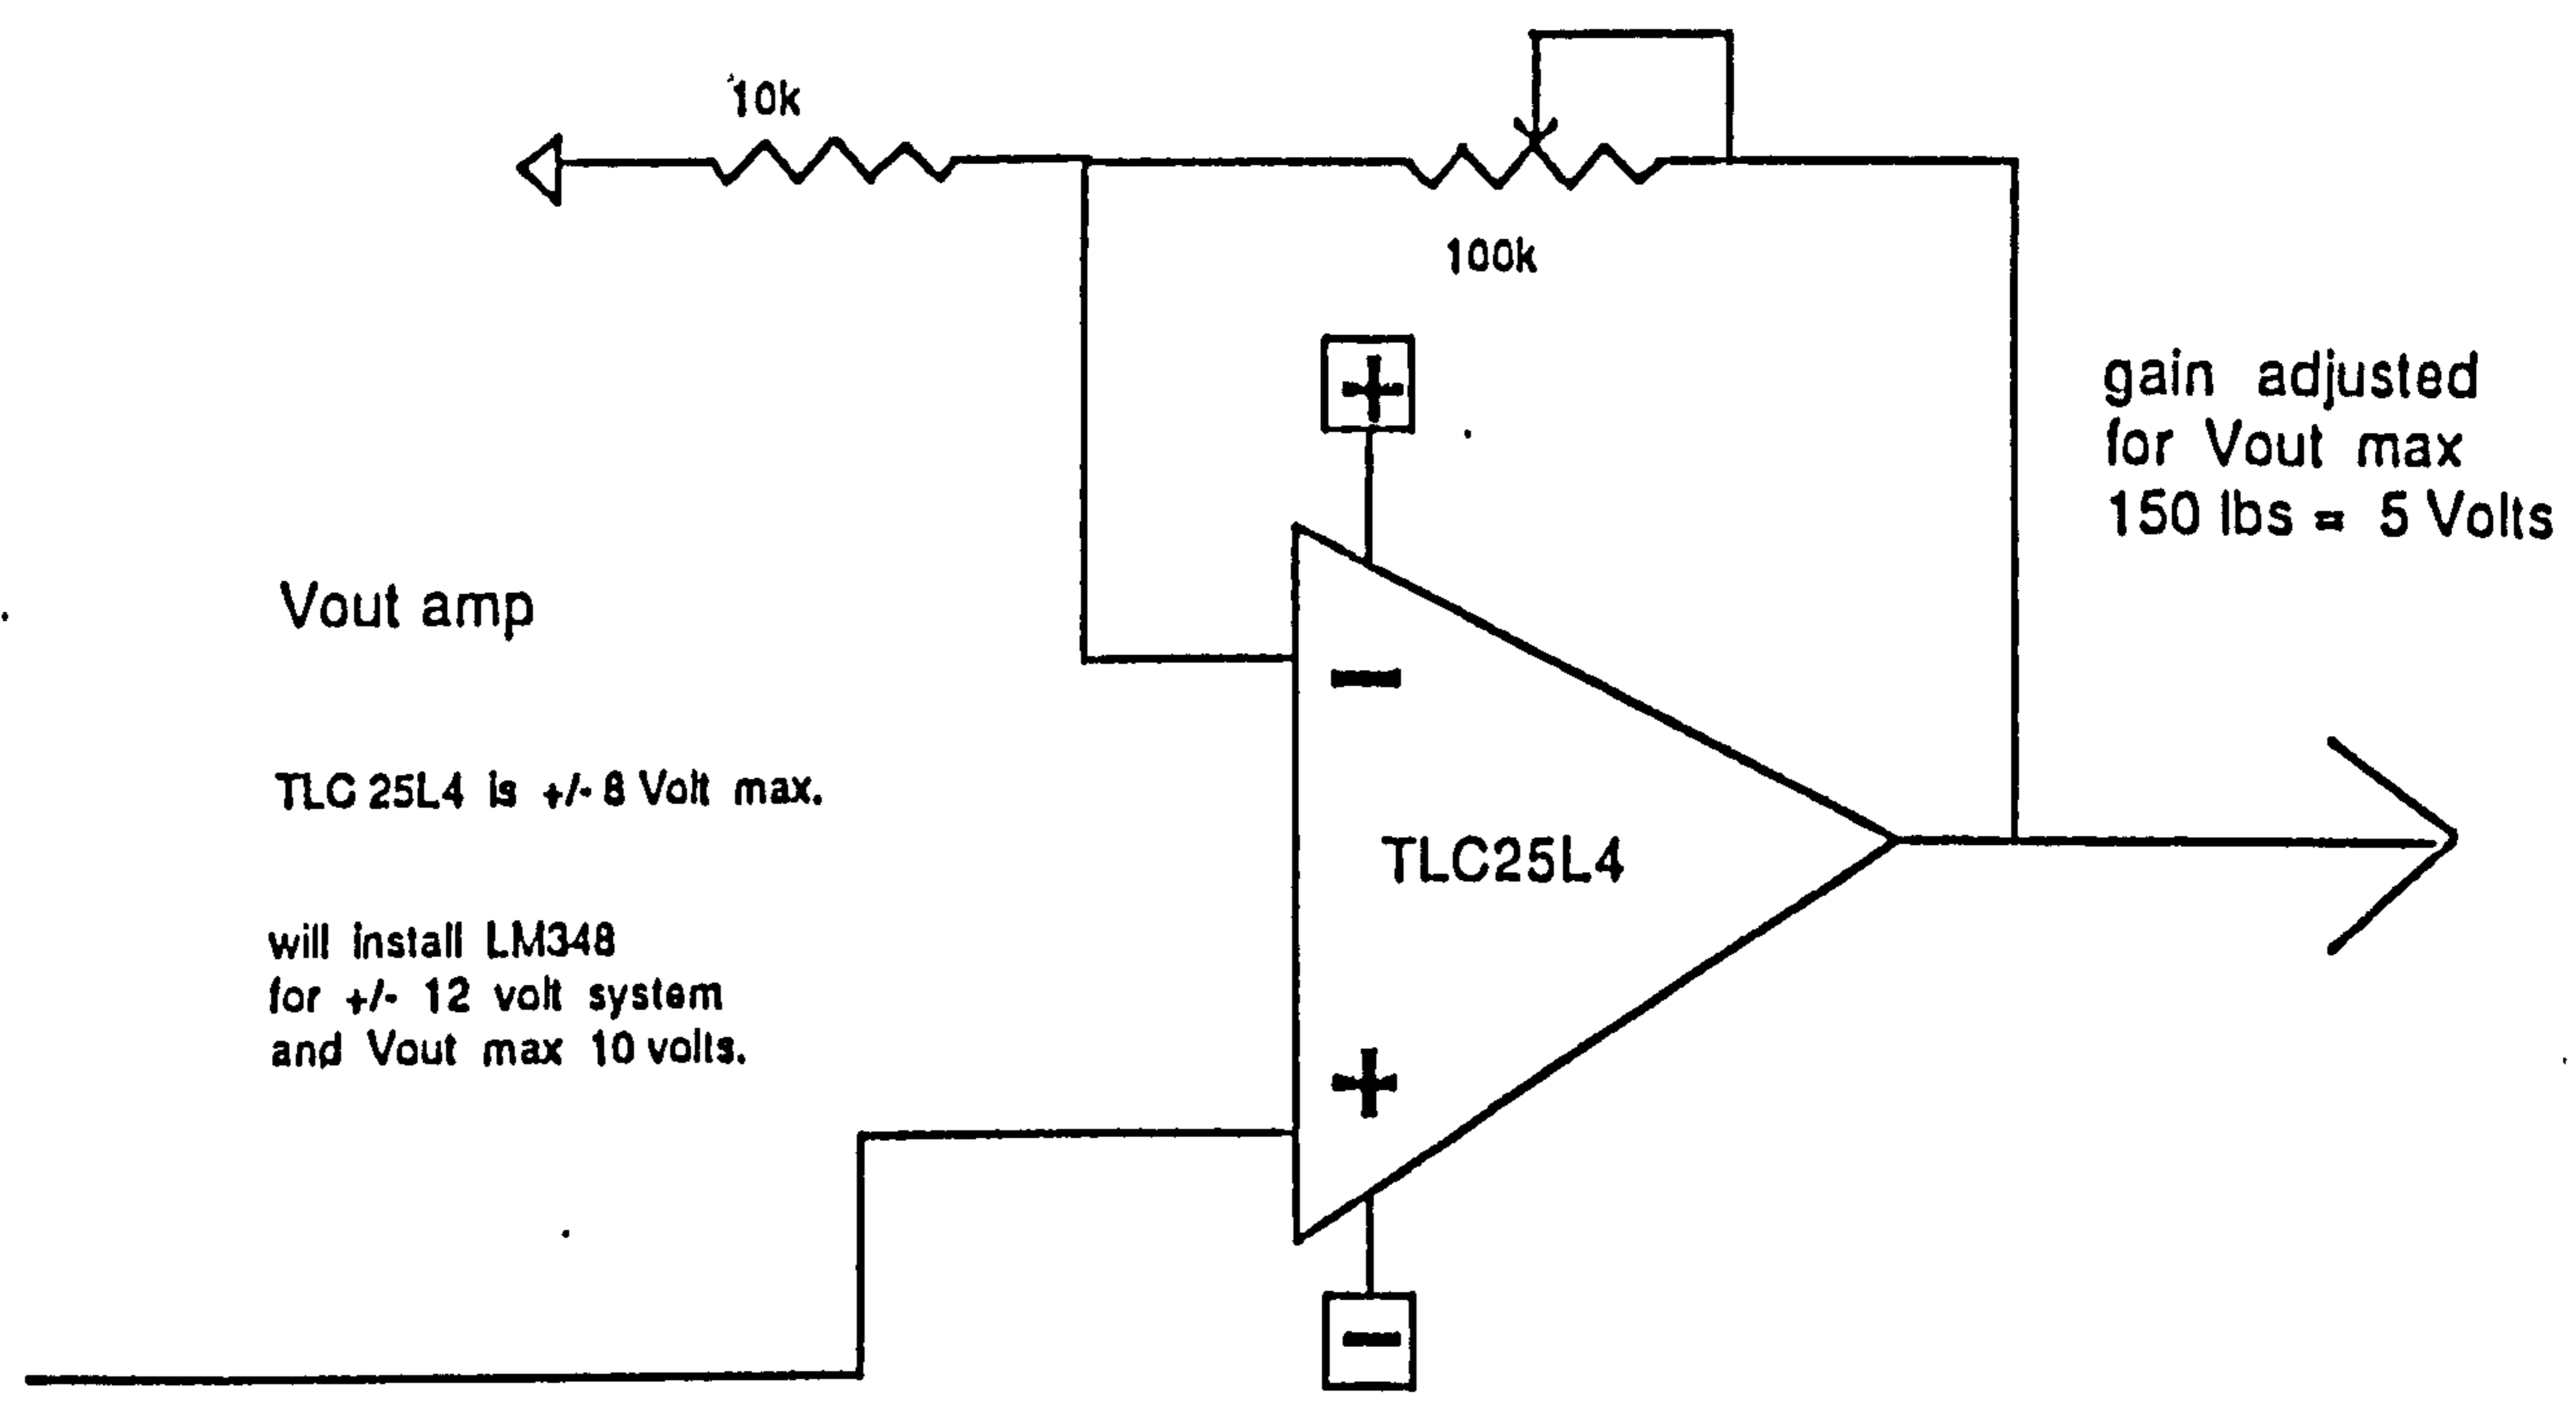 10k
100k
+
gain adjusted
for Vout max
150 lbs = 5 Volts
Vout amp
−
TLC 25L4 is +/- 8 Volt max.
TLC25L4
will install LM348
for +/- 12 volt system
and Vout max 10 volts.
+
−